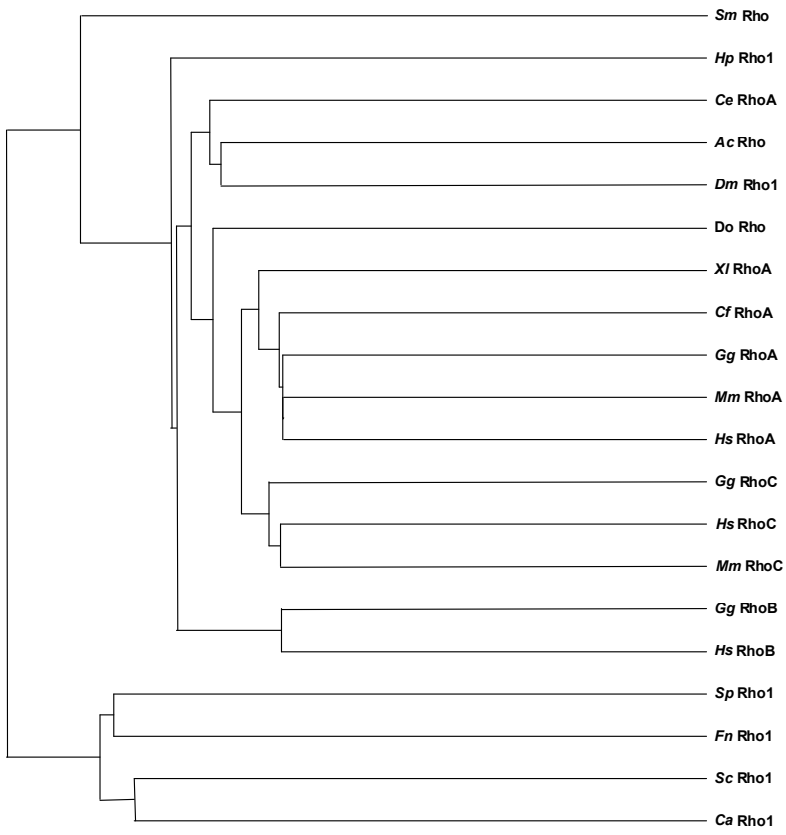 Sm Rho
Hp Rho1
Ce RhoA
Ac Rho
Dm Rho1
Do Rho
Xl RhoA
Cf RhoA
Gg RhoA
Mm RhoA
Hs RhoA
Gg RhoC
Hs RhoC
Mm RhoC
Gg RhoB
Hs RhoB
Sp Rho1
Fn Rho1
Sc Rho1
Ca Rho1